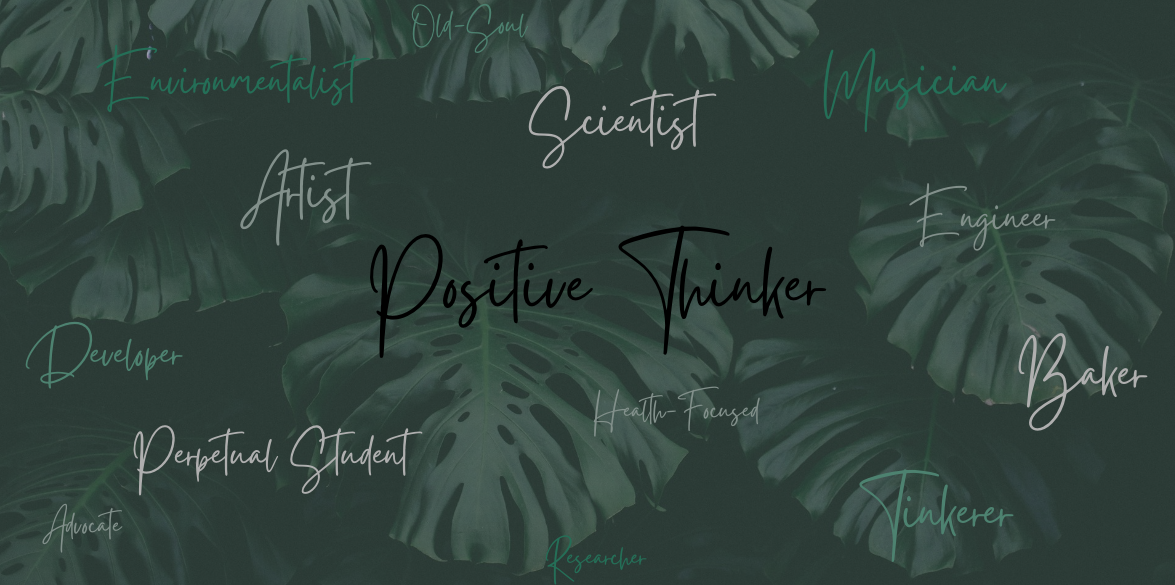 Old-Soul
Environmentalist
Musician
Scientist
Artist
Engineer
Positive Thinker
Developer
Baker
Health-Focused
Perpetual Student
Tinkerer
Advocate
Researcher